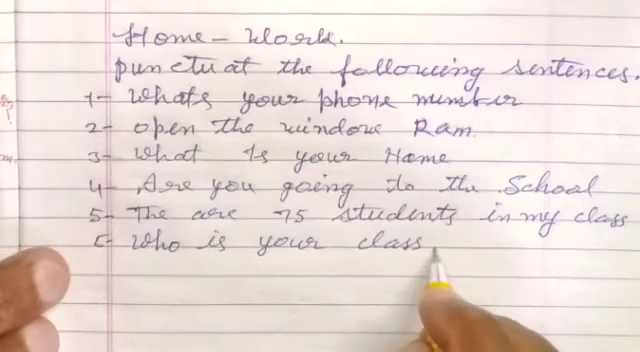 Home-Work.
punctuat the following sentences.
1- whats your phone number
2- open the window Ram.
3- what Is your Home
4- Are you going to the School
5- The are 75 students in my class
6- who is your class